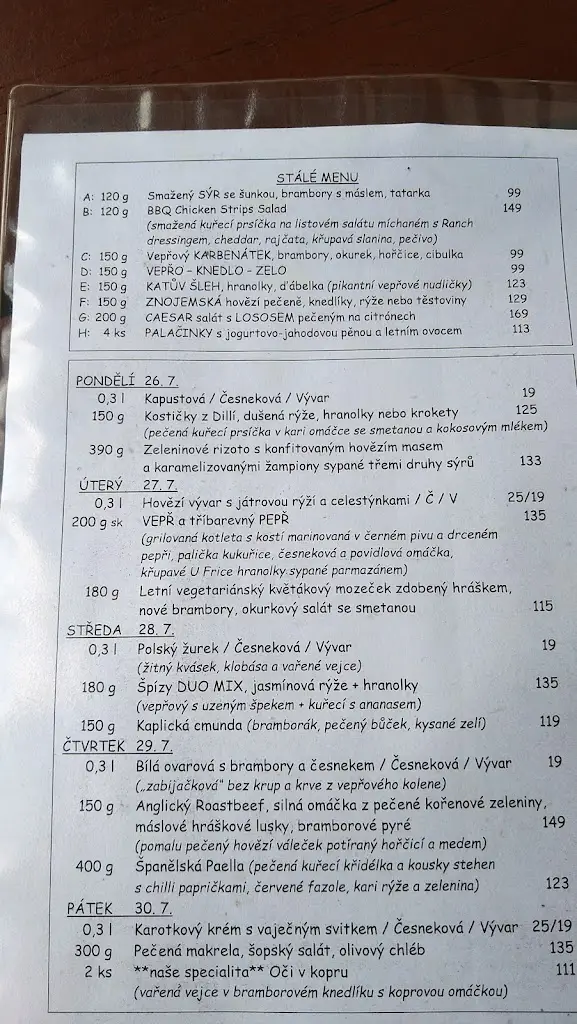 STÁLÉ MENU
A: 120 g Smažený SÝR se šunkou, brambory s máslem, tatarka 99
B: 120 g BBQ Chicken Strips Salad 149
(smažená kuřecí prsíčka na listovém salátu míchaném s Ranch
dressingem, cheddar, rajčata, křupavá slanina, pečivo)
C: 150 g Vepřový KARBENÁTEK, brambory, okurek, hořčice, cibulka 99
D: 150 g VEPŘO – KNEDLO - ZELO 99
E: 150 g KATŮV ŠLEH, hranolky, ďábelka (pikantní vepřové nudličky) 123
F: 150 g ZNOJEMSKÁ hovězí pečeně, knedlíky, rýže nebo těstoviny 129
G: 200 g CAESAR salát s LOSOSEM pečeným na citrónech 169
H: 4 ks PALAČINKY s jogurtovo-jahodovou pěnou a letním ovocem 113
PONDĚLÍ 26. 7.
0,3 l Kapustová / Česneková / Vývar 19
150 g Kostičky z Dillí, dušená rýže, hranolky nebo krokety 125
(pečená kuřecí prsíčka v kari omáčce se smetanou a kokosovým mlékem)
390 g Zeleninové rizoto s konfitovaným hovězím masem
a karamelizovanými žampiony sypané třemi druhy sýrů 133
ÚTERÝ 27. 7.
0,3 l Hovězí vývar s játrovou rýží a celestýnkami / Č / V 25/19
200 g sk VEPŘ a tříbarevný PEPŘ 135
(grilovaná kotleta s kostí marinovaná v černém pivu a drceném
pepři, palička kukuřice, česneková a povidlová omáčka,
křupavé U Frice hranolky sypané parmazánem)
180 g Letní vegetariánský květákový mozeček zdobený hráškem,
nové brambory, okurkový salát se smetanou 115
STŘEDA 28. 7.
0,3 l Polský žurek / Česneková / Vývar 19
(žitný kvásek, klobása a vařené vejce)
180 g Špízy DUO MIX, jasmínová rýže + hranolky 135
(vepřový s uzeným špekem + kuřecí s ananasem)
150 g Kaplická cmunda (bramborák, pečený bůček, kysané zelí) 119
ČTVRTEK 29. 7.
0,3 l Bílá ovarová s brambory a česnekem / Česneková / Vývar 19
(„zabijačková" bez krup a krve z vepřového kolene)
150 g Anglický Roastbeef, silná omáčka z pečené kořenové zeleniny,
máslové hráškové lusky, bramborové pyré 149
(pomalu pečený hovězí váleček potíraný hořčicí a medem)
400 g Španělská Paella (pečená kuřecí křidélka a kousky stehen
s chilli papričkami, červené fazole, kari rýže a zelenina) 123
PÁTEK 30. 7.
0,3 l Karotkový krém s vaječným svitkem / Česneková / Vývar 25/19
300 g Pečená makrela, šopský salát, olivový chléb 135
2 ks **naše specialita** Oči v kopru 111
(vařená vejce v bramborovém knedlíku s koprovou omáčkou)